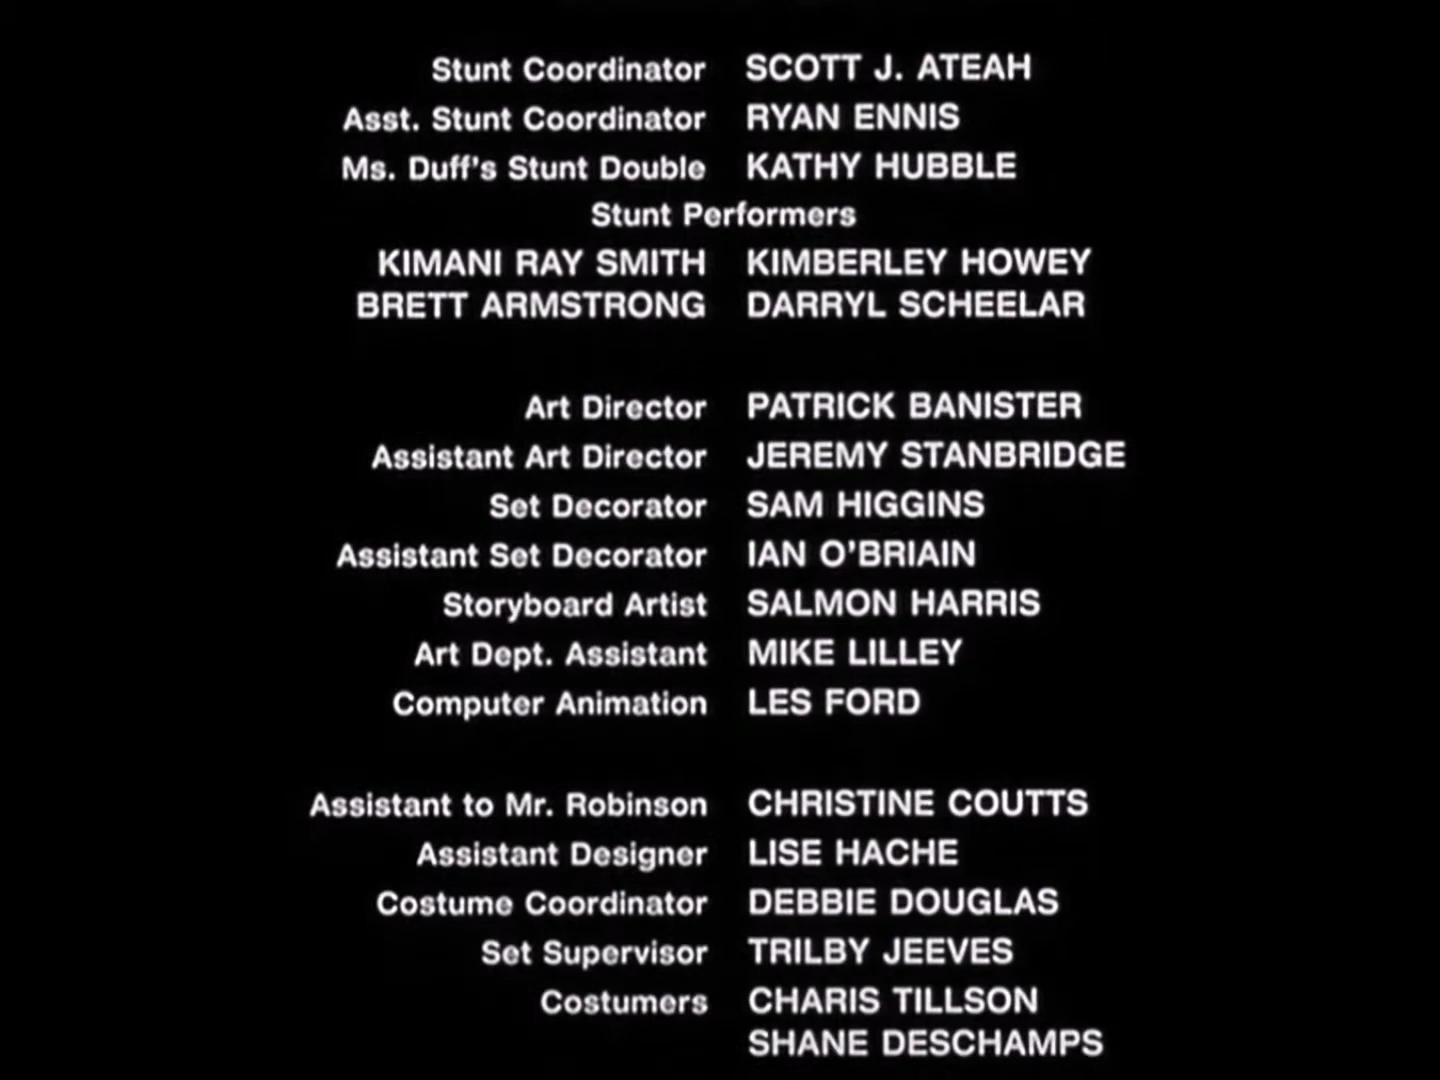 Stunt Coordinator SCOTT J. ATEAH
Asst. Stunt Coordinator RYAN ENNIS
Ms. Duff's Stunt Double KATHY HUBBLE
Stunt Performers
KIMANI RAY SMITH KIMBERLEY HOWEY
BRETT ARMSTRONG DARRYL SCHEELAR
Art Director PATRICK BANISTER
Assistant Art Director JEREMY STANBRIDGE
Set Decorator SAM HIGGINS
Assistant Set Decorator IAN O'BRIAIN
Storyboard Artist SALMON HARRIS
Art Dept. Assistant MIKE LILLEY
Computer Animation LES FORD
Assistant to Mr. Robinson CHRISTINE COUTTS
Assistant Designer LISE HACHE
Costume Coordinator DEBBIE DOUGLAS
Set Supervisor TRILBY JEEVES
Costumers CHARIS TILLSON
SHANE DESCHAMPS